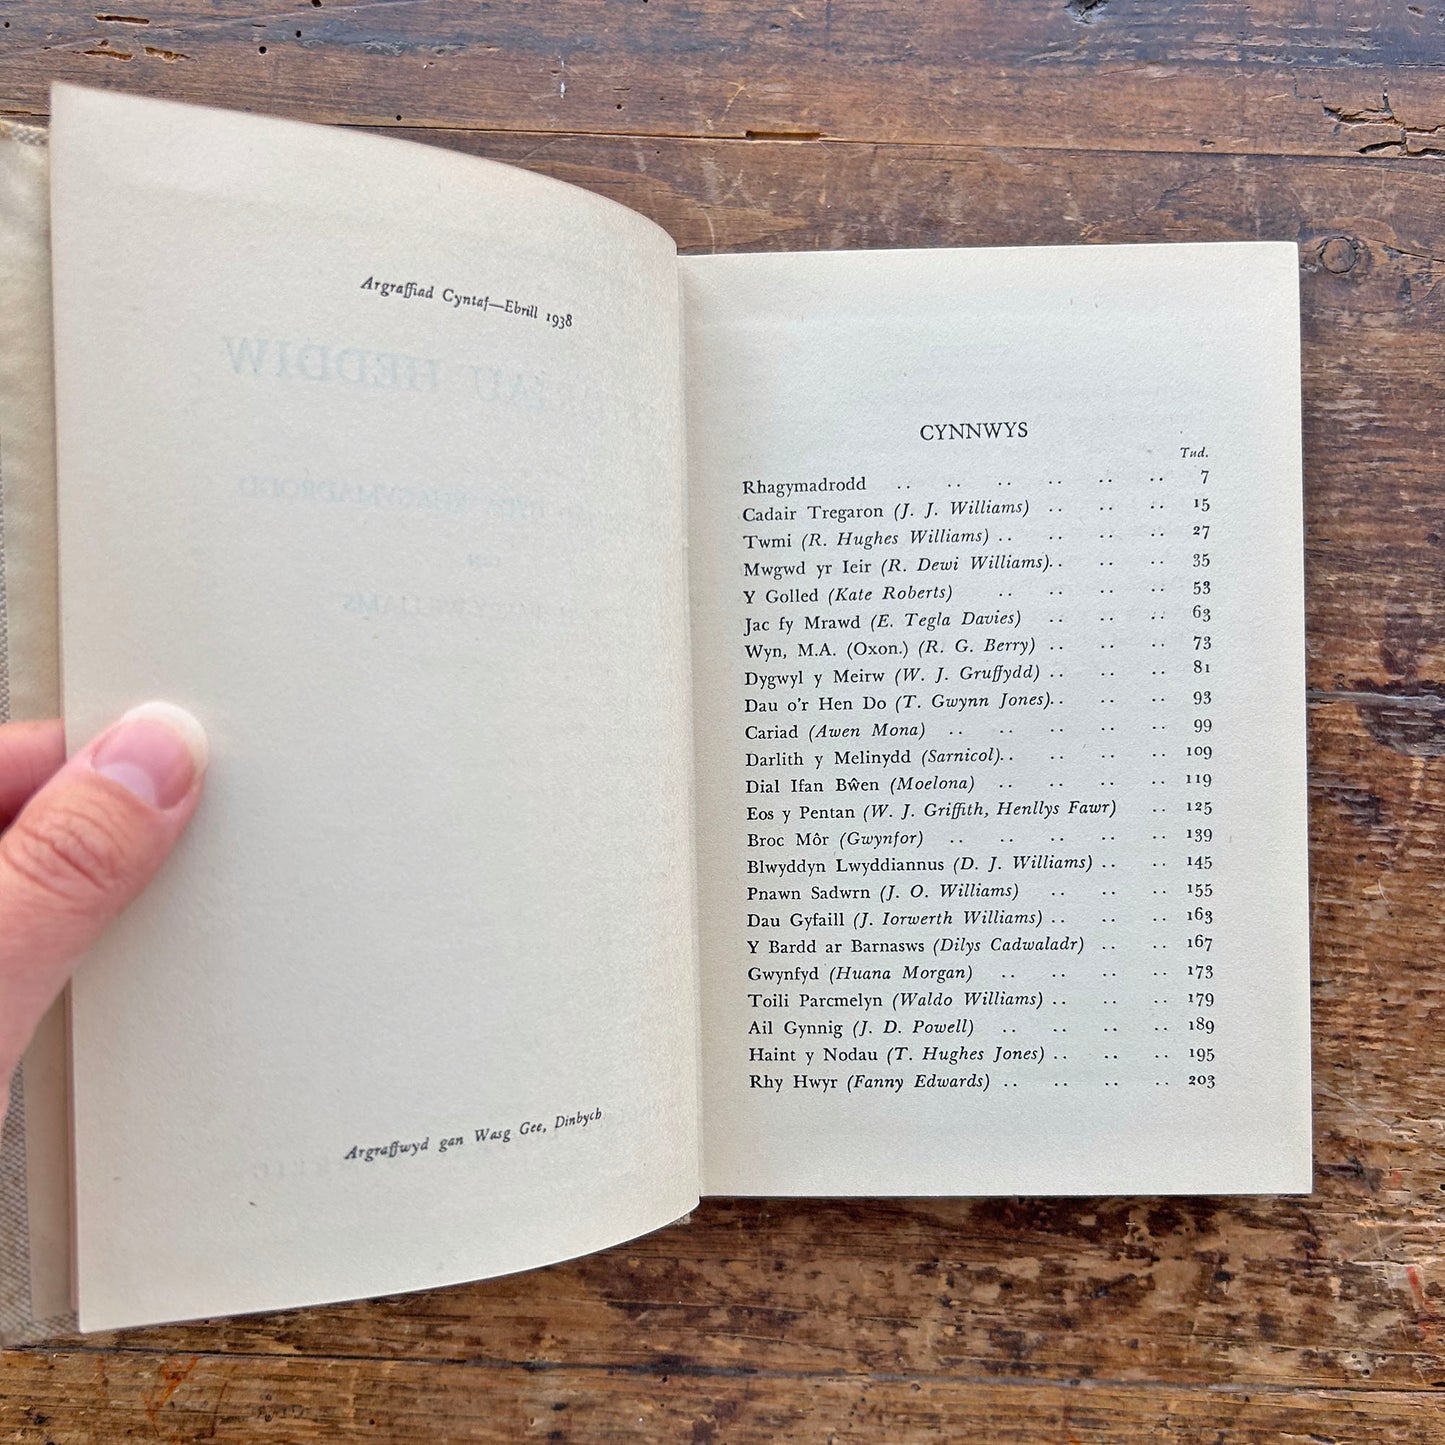 Argraffiad Cyntaf—Ebrill 1938
Argraffwyd gan Wasg Gee, Dinbych
CYNNWYS
Tud.
Rhagymadrodd .. .. .. .. .. .. 7
Cadair Tregaron (J. J. Williams) .. .. .. 15
Twmi (R. Hughes Williams) .. .. .. .. 27
Mwgwd yr Ieir (R. Dewi Williams).. .. .. 35
Y Golled (Kate Roberts) .. .. .. .. 53
Jac fy Mrawd (E. Tegla Davies) .. .. .. 63
Wyn, M.A. (Oxon.) (R. G. Berry) .. .. .. 73
Dygwyl y Meirw (W. J. Gruffydd) .. .. .. 81
Dau o'r Hen Do (T. Gwynn Jones).. .. .. 93
Cariad (Awen Mona) .. .. .. .. .. 99
Darlith y Melinydd (Sarnicol).. .. .. .. 109
Dial Ifan Bŵen (Moelona) .. .. .. .. 119
Eos y Pentan (W. J. Griffith, Henllys Fawr) .. 125
Broc Môr (Gwynfor) .. .. .. .. .. 139
Blwyddyn Lwyddiannus (D. J. Williams) .. .. 145
Pnawn Sadwrn (J. O. Williams) .. .. .. 155
Dau Gyfaill (J. Iorwerth Williams) .. .. .. 163
Y Bardd ar Barnasws (Dilys Cadwaladr) .. .. 167
Gwynfyd (Huana Morgan) .. .. .. .. 173
Toili Parcmelyn (Waldo Williams) .. .. .. 179
Ail Gynnig (J. D. Powell) .. .. .. .. 189
Haint y Nodau (T. Hughes Jones) .. .. .. 195
Rhy Hwyr (Fanny Edwards) .. .. .. .. 203